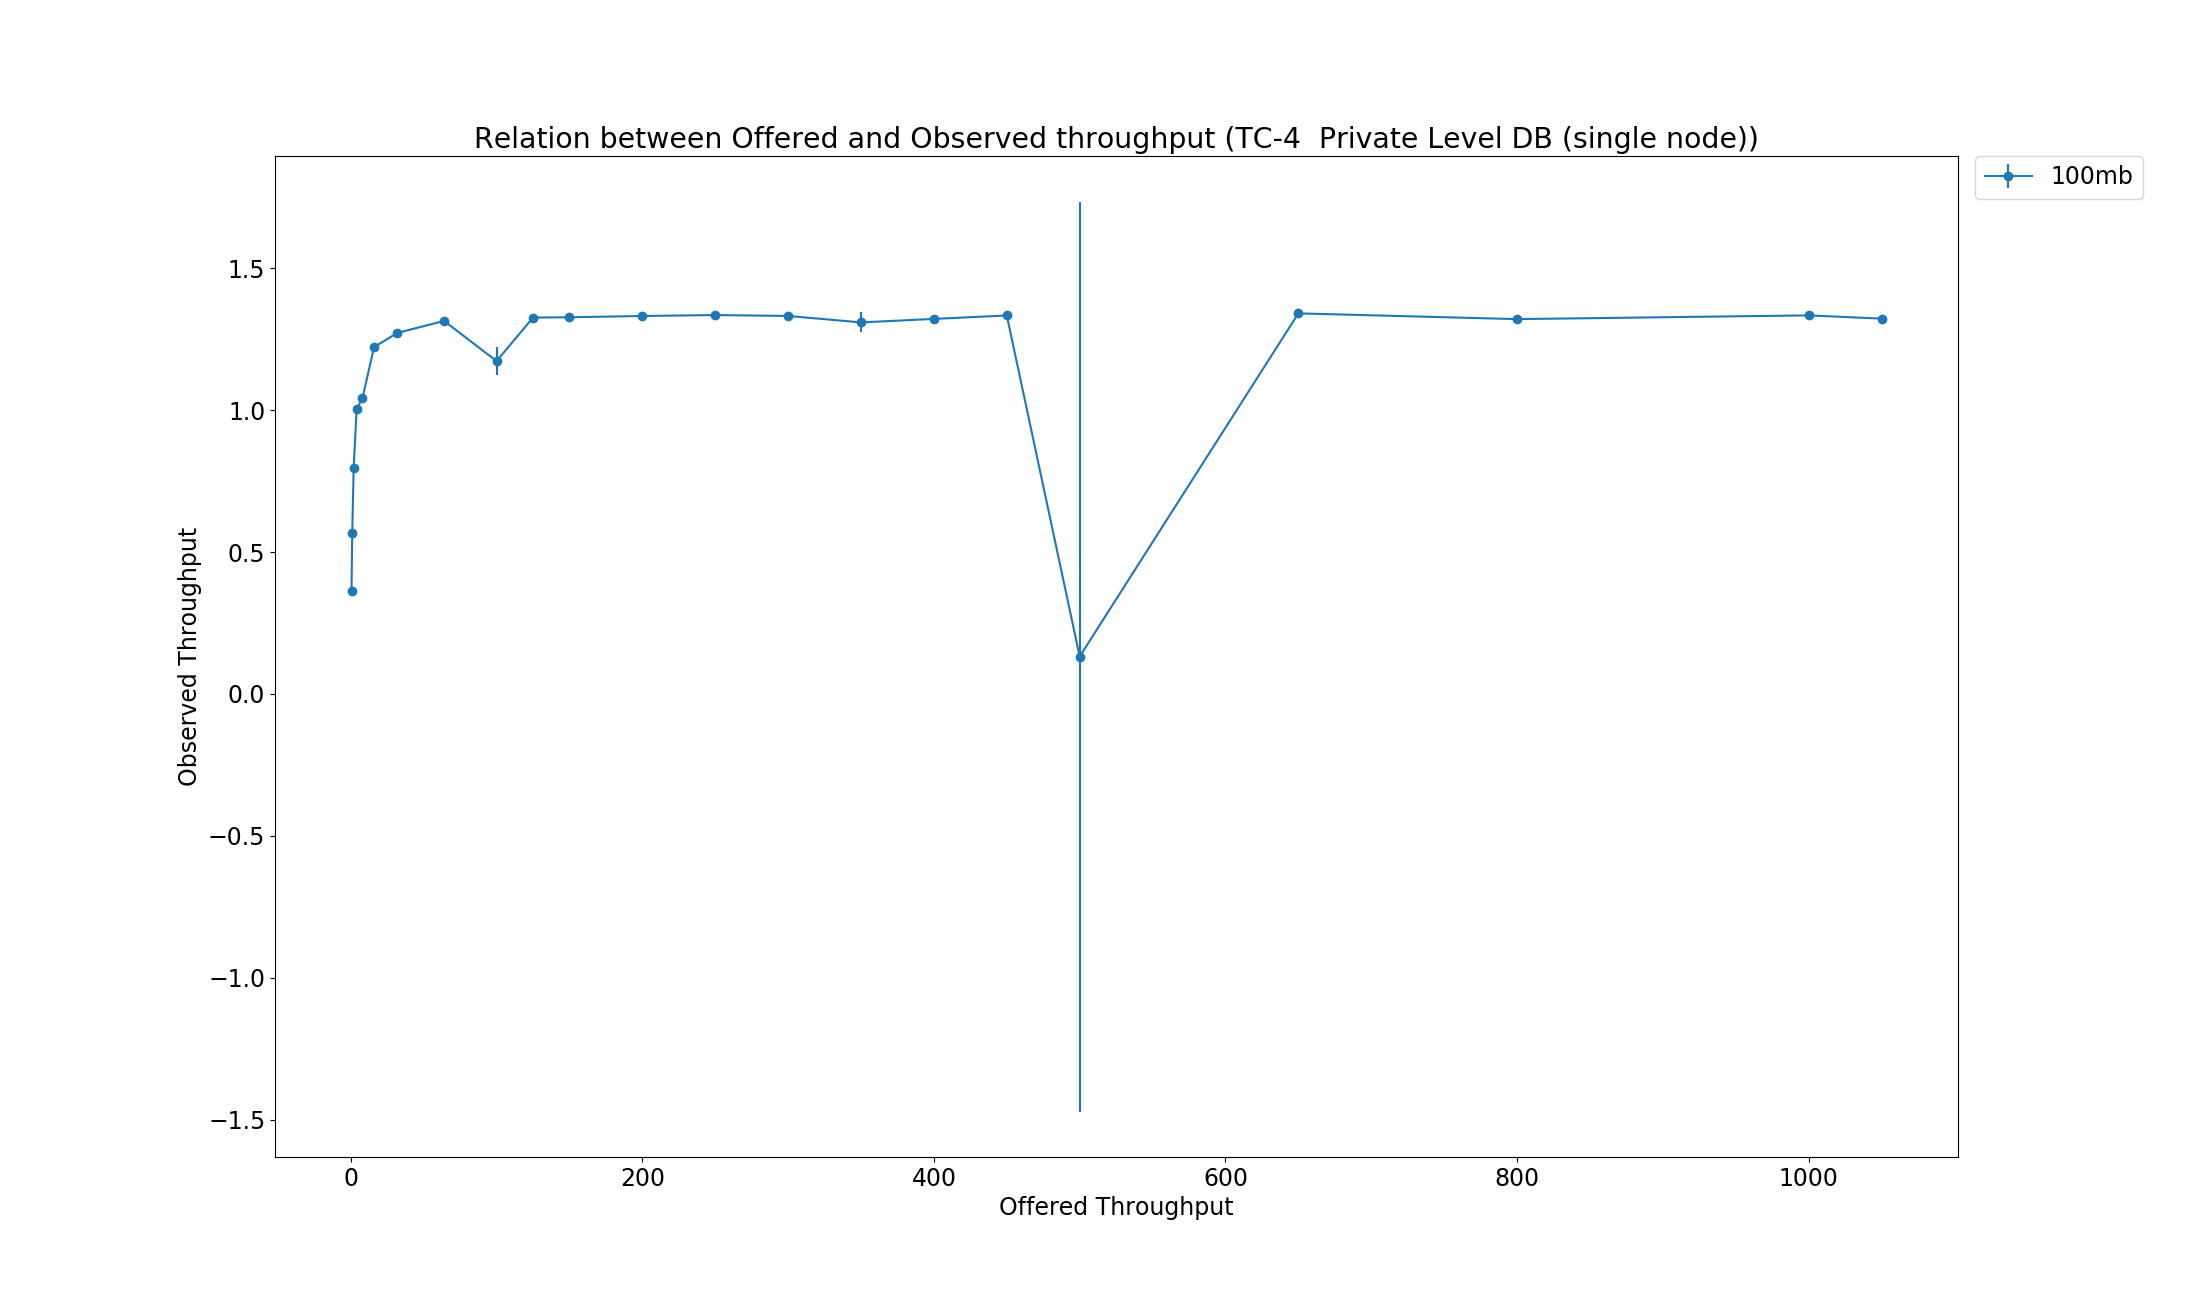 Relation between Offered and Observed throughput (TC-4  Private Level DB (single node))
100mb
Observed Throughput
1.5
1.0
0.5
0.0
−0.5
−1.0
−1.5
0 200 400 600 800 1000
Offered Throughput